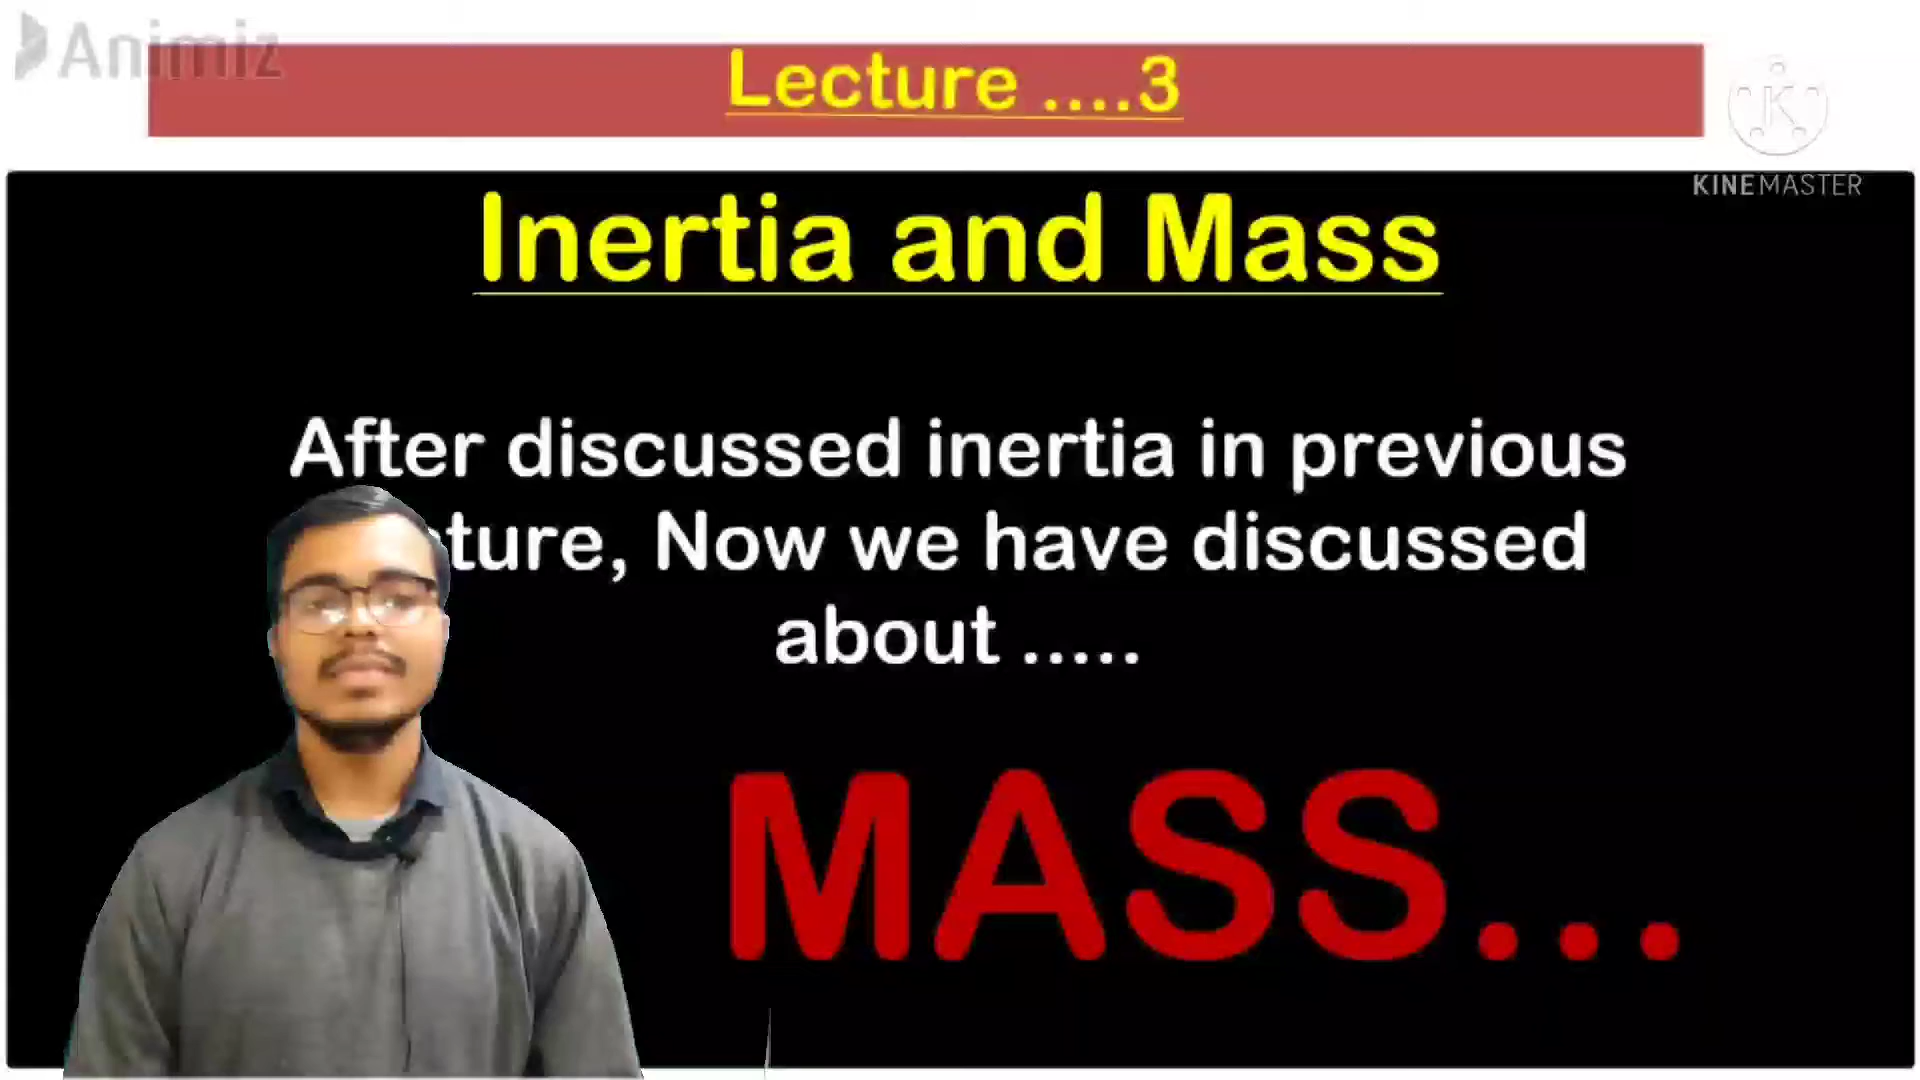 Animiz
Lecture ....3
KINEMASTER
Inertia and Mass
After discussed inertia in previous
ture, Now we have discussed
about .....
MASS...